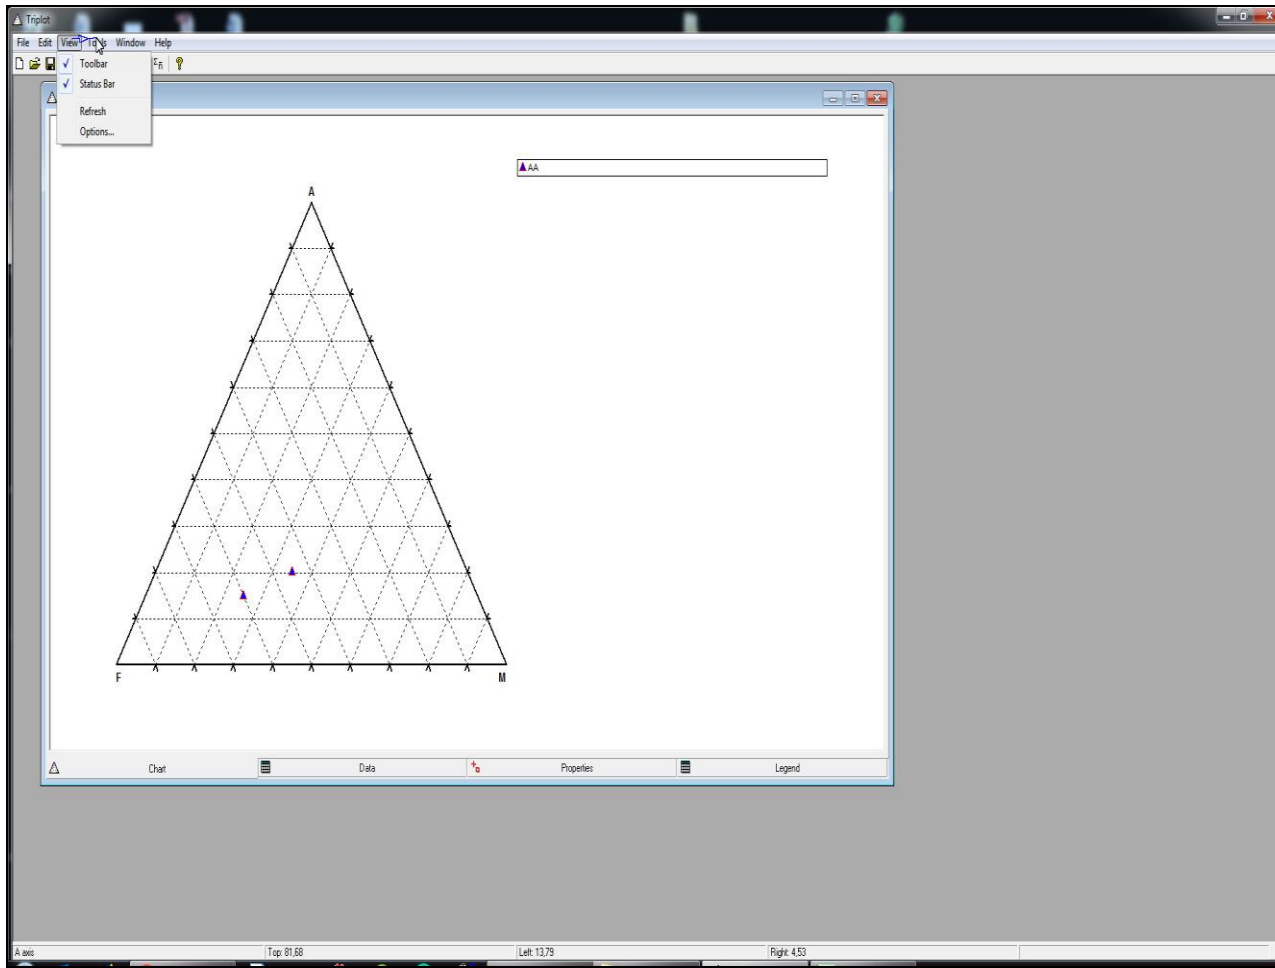 Triplot
File Edit View Tools Window Help
Toolbar
Status Bar
Refresh
Options...
AA
A
F
M
Chart Data Properties Legend
A axis Top: 81,68 Left: 13,79 Right: 4,53